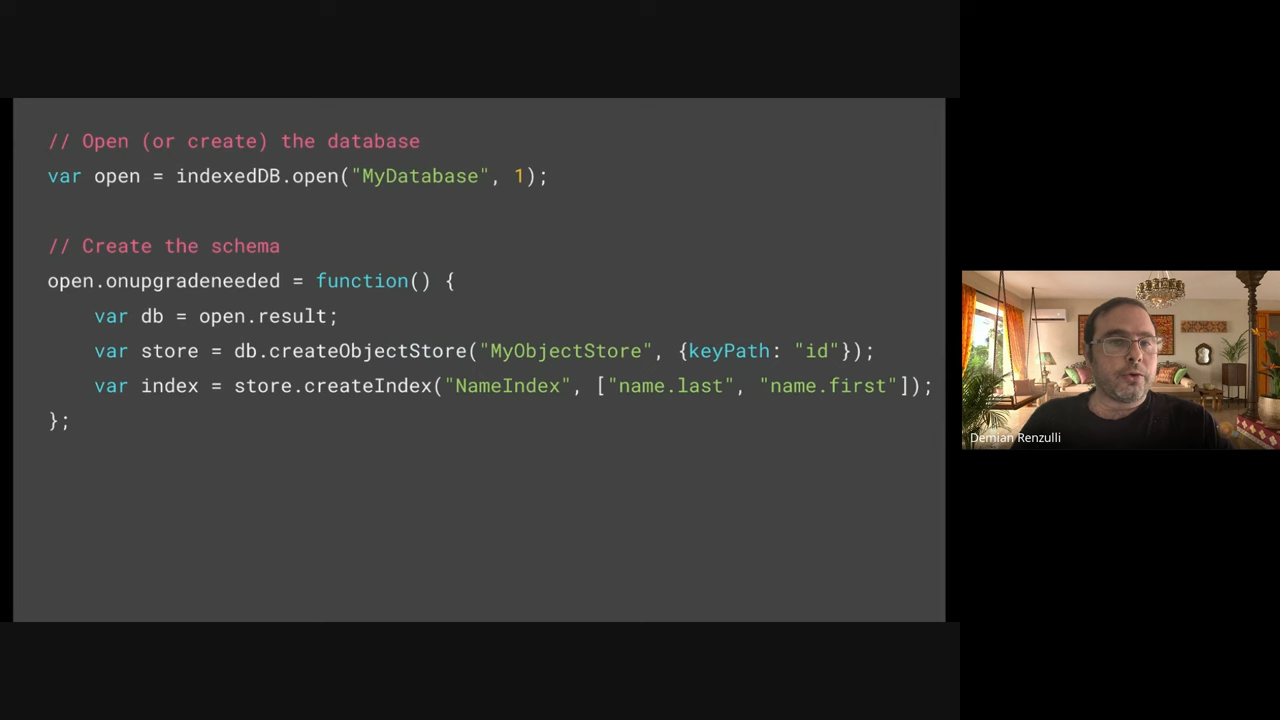 // Open (or create) the database
var open = indexedDB.open("MyDatabase", 1);
// Create the schema
open.onupgradeneeded = function() {
    var db = open.result;
    var store = db.createObjectStore("MyObjectStore", {keyPath: "id"});
    var index = store.createIndex("NameIndex", ["name.last", "name.first"]);
};
Demian Renzulli